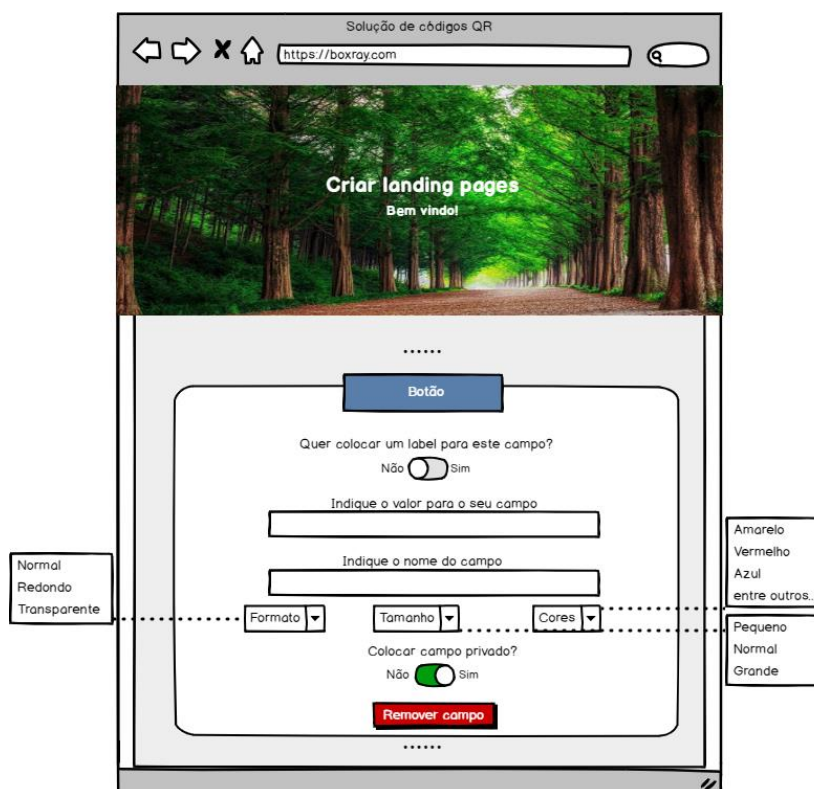 Solução de códigos QR
https://boxray.com
Criar landing pages
Bem vindo!
......
Botão
Quer colocar um label para este campo?
Não Sim
Indique o valor para o seu campo
Indique o nome do campo
Formato Tamanho Cores
Normal
Redondo
Transparente
Amarelo
Vermelho
Azul
entre outros..
Pequeno
Normal
Grande
Colocar campo privado?
Não Sim
Remover campo
......